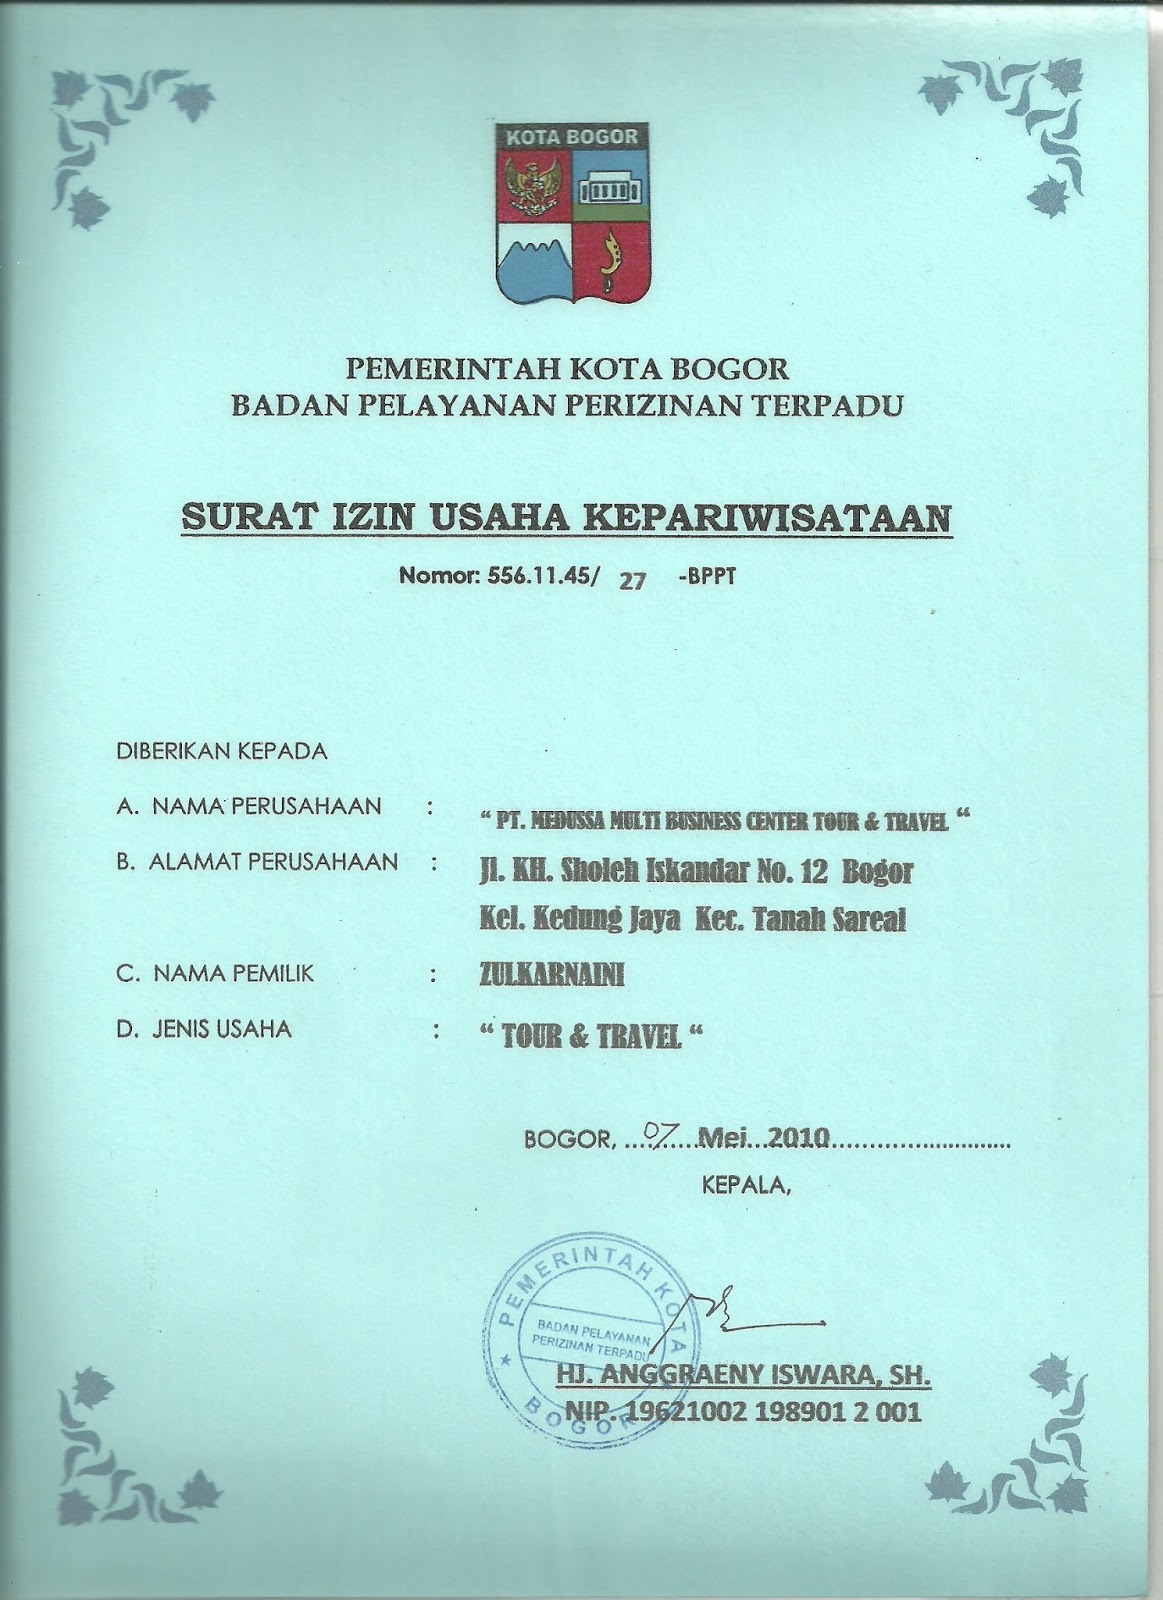 KOTA BOGOR
PEMERINTAH KOTA BOGOR
BADAN PELAYANAN PERIZINAN TERPADU
SURAT IZIN USAHA KEPARIWISATAAN
Nomor: 556.11.45/ 27 -BPPT
DIBERIKAN KEPADA
A. NAMA PERUSAHAAN : “ PT. MEDUSSA MULTI BUSINESS CENTER TOUR & TRAVEL “
B. ALAMAT PERUSAHAAN : Jl. KH. Sholeh Iskandar No. 12 Bogor
Kel. Kedung Jaya Kec. Tanah Sareal
C. NAMA PEMILIK : ZULKARNAINI
D. JENIS USAHA : “ TOUR & TRAVEL “
BOGOR, .....07....Mei...2010...........................
KEPALA,
PEMERINTAH KOTA
BADAN PELAYANAN
PERIZINAN TERPADU
BOGOR
HJ. ANGGRAENY ISWARA, SH.
NIP. 19621002 198901 2 001